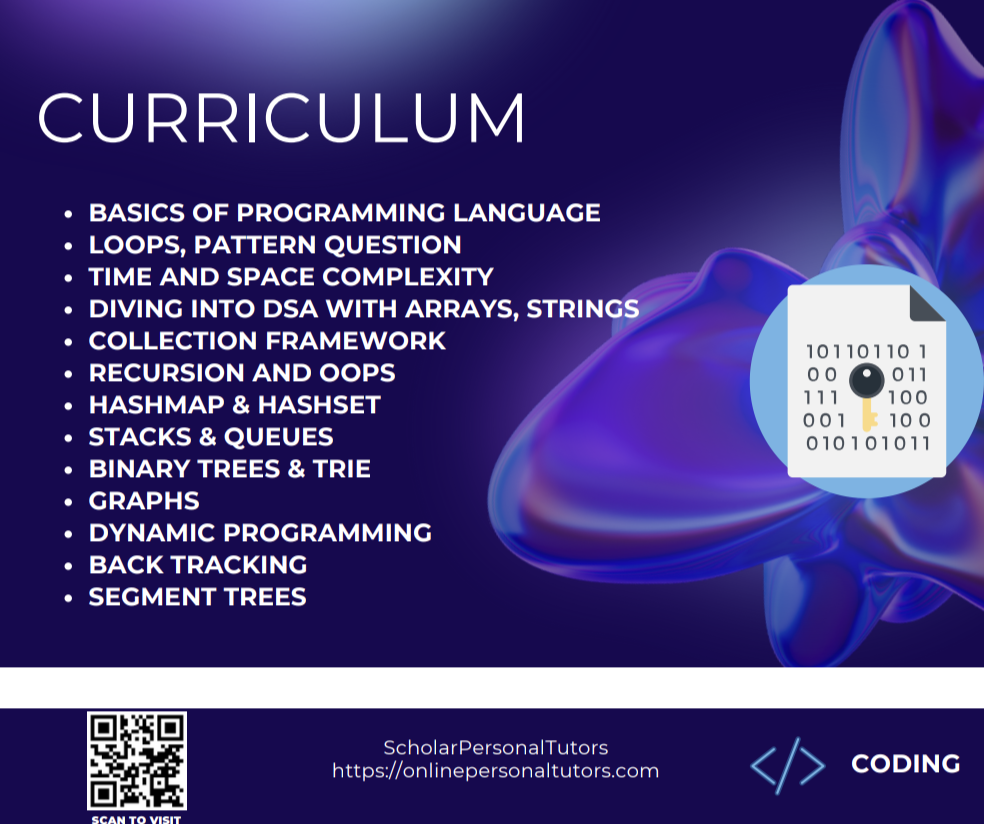 CURRICULUM
• BASICS OF PROGRAMMING LANGUAGE
• LOOPS, PATTERN QUESTION
• TIME AND SPACE COMPLEXITY
• DIVING INTO DSA WITH ARRAYS, STRINGS
• COLLECTION FRAMEWORK
• RECURSION AND OOPS
• HASHMAP & HASHSET
• STACKS & QUEUES
• BINARY TREES & TRIE
• GRAPHS
• DYNAMIC PROGRAMMING
• BACK TRACKING
• SEGMENT TREES
10110110 1
00 011
111 100
001 100
010101011
SCAN TO VISIT
ScholarPersonalTutors
https://onlinepersonaltutors.com
</> CODING